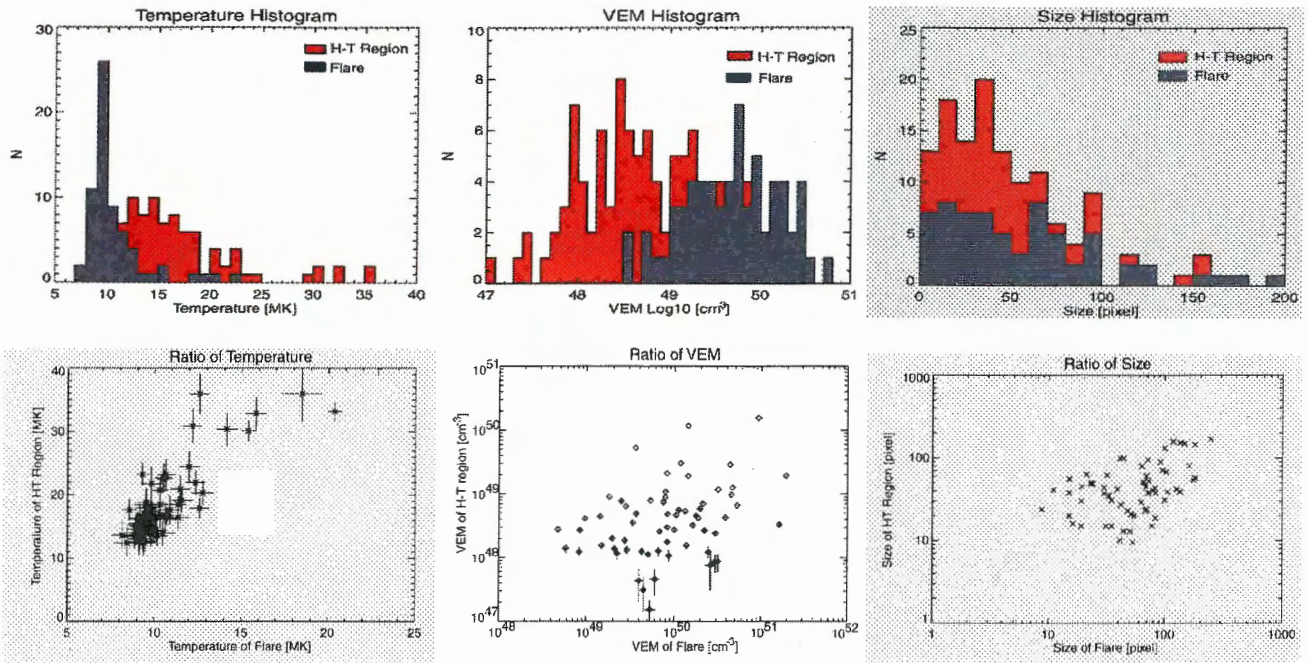 Temperature Histogram
30
20
10
0
N
H-T Region
Flare
5 10 15 20 25 30 35 40
Temperature [MK]
VEM Histogram
10
8
6
4
2
0
N
H-T Region
Flare
47 48 49 50 51
VEM Log10 [cm³]
Size Histogram
25
20
15
10
5
0
N
H-T Region
Flare
0 50 100 150 200
Size [pixel]
Ratio of Temperature
40
30
20
10
0
Temperature of HT Region [MK]
5 10 15 20 25
Temperature of Flare [MK]
Ratio of VEM
10⁵¹
10⁵⁰
10⁴⁹
10⁴⁸
10⁴⁷
VEM of H-T region [cm⁻³]
10⁴⁸ 10⁴⁹ 10⁵⁰ 10⁵¹ 10⁵²
VEM of Flare [cm⁻³]
Ratio of Size
1000
100
10
1
Size of HT Region [pixel]
1 10 100 1000
Size of Flare [pixel]